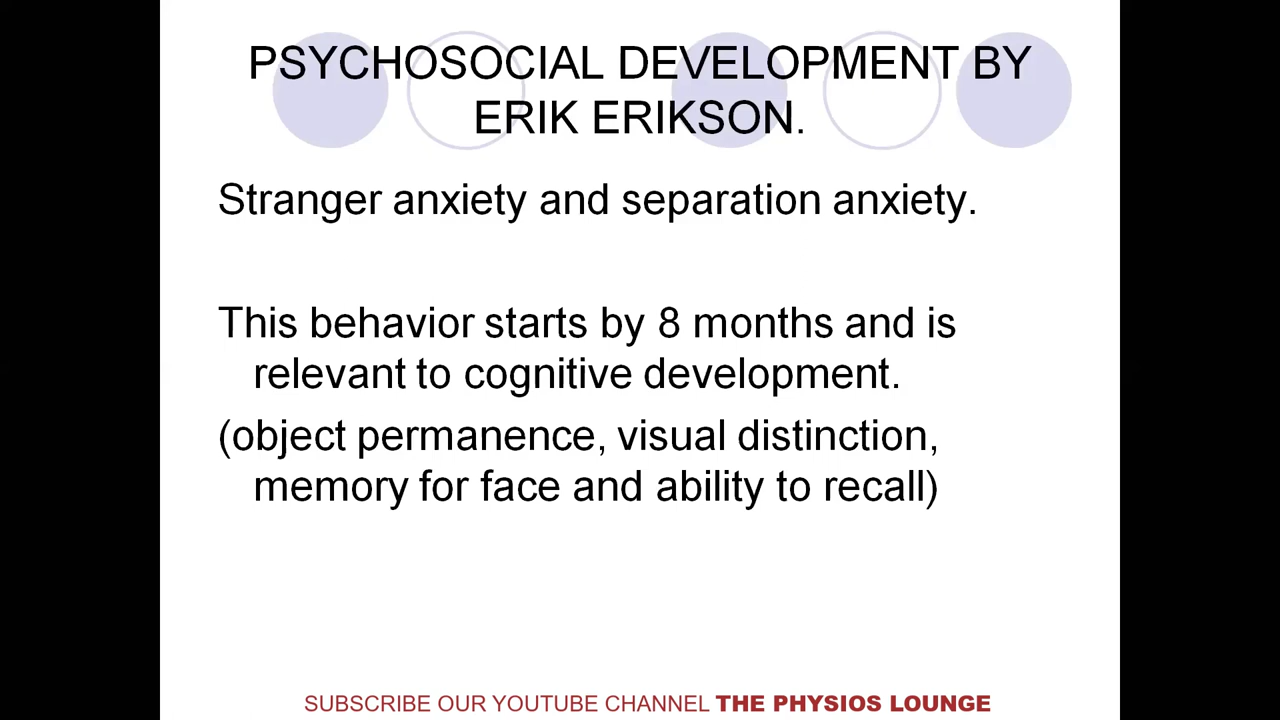 PSYCHOSOCIAL DEVELOPMENT BY
ERIK ERIKSON.
Stranger anxiety and separation anxiety.
This behavior starts by 8 months and is
relevant to cognitive development.
(object permanence, visual distinction,
memory for face and ability to recall)
SUBSCRIBE OUR YOUTUBE CHANNEL THE PHYSIOS LOUNGE